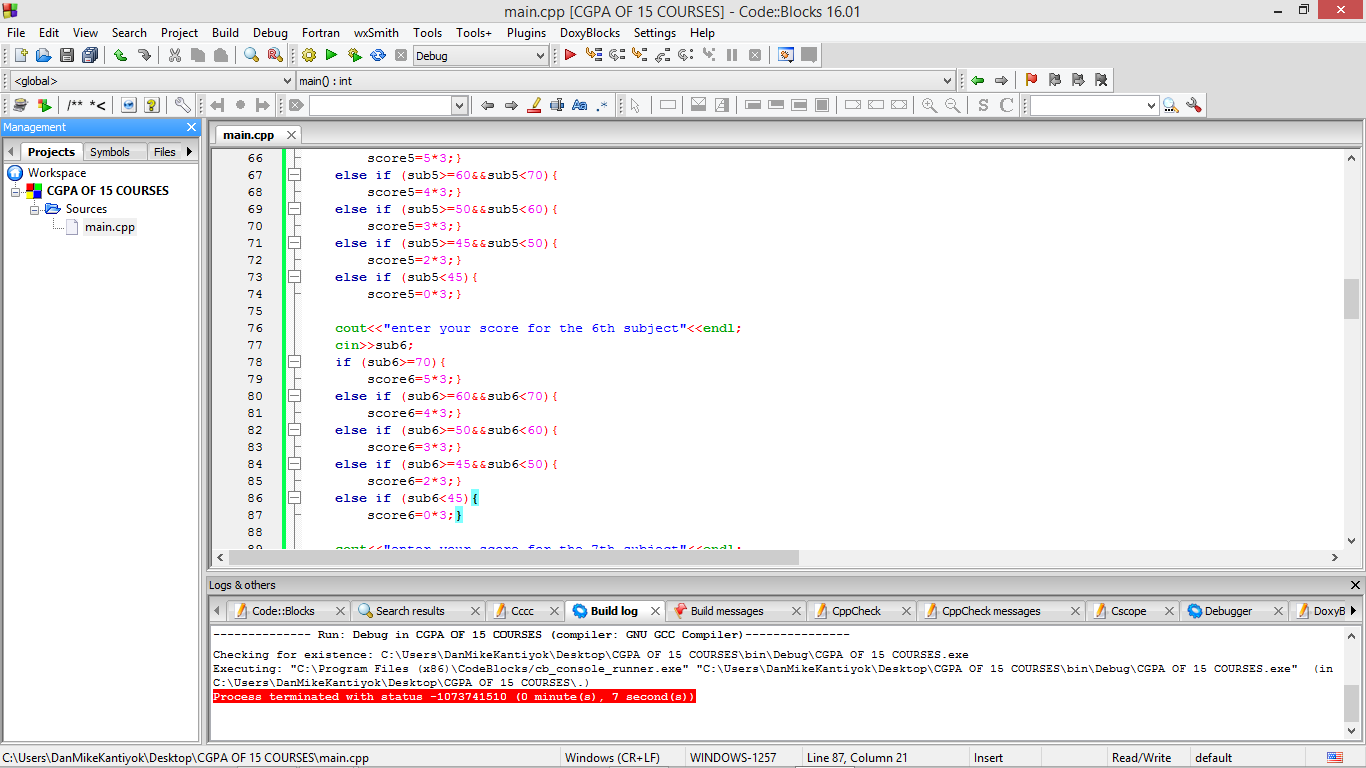 main.cpp [CGPA OF 15 COURSES] - Code::Blocks 16.01
File Edit View Search Project Build Debug Fortran wxSmith Tools Tools+ Plugins DoxyBlocks Settings Help
Debug
<global> main() : int
/** *<
Aa .*
S C
Management
Projects Symbols Files
Workspace
CGPA OF 15 COURSES
Sources
main.cpp
main.cpp
66 score5=5*3;}
67 else if (sub5>=60&&sub5<70){
68 score5=4*3;}
69 else if (sub5>=50&&sub5<60){
70 score5=3*3;}
71 else if (sub5>=45&&sub5<50){
72 score5=2*3;}
73 else if (sub5<45){
74 score5=0*3;}
75
76 cout<<"enter your score for the 6th subject"<<endl;
77 cin>>sub6;
78 if (sub6>=70){
79 score6=5*3;}
80 else if (sub6>=60&&sub6<70){
81 score6=4*3;}
82 else if (sub6>=50&&sub6<60){
83 score6=3*3;}
84 else if (sub6>=45&&sub6<50){
85 score6=2*3;}
86 else if (sub6<45){
87 score6=0*3;}
88
89 cout<<"enter your score for the 7th subject"<<endl;
Logs & others
Code::Blocks Search results Cccc Build log Build messages CppCheck CppCheck messages Cscope Debugger DoxyB
-------------- Run: Debug in CGPA OF 15 COURSES (compiler: GNU GCC Compiler)---------------
Checking for existence: C:\Users\DanMikeKantiyok\Desktop\CGPA OF 15 COURSES\bin\Debug\CGPA OF 15 COURSES.exe
Executing: "C:\Program Files (x86)\CodeBlocks/cb_console_runner.exe" "C:\Users\DanMikeKantiyok\Desktop\CGPA OF 15 COURSES\bin\Debug\CGPA OF 15 COURSES.exe"  (in
C:\Users\DanMikeKantiyok\Desktop\CGPA OF 15 COURSES\.)
Process terminated with status -1073741510 (0 minute(s), 7 second(s))
C:\Users\DanMikeKantiyok\Desktop\CGPA OF 15 COURSES\main.cpp Windows (CR+LF) WINDOWS-1257 Line 87, Column 21 Insert Read/Write default